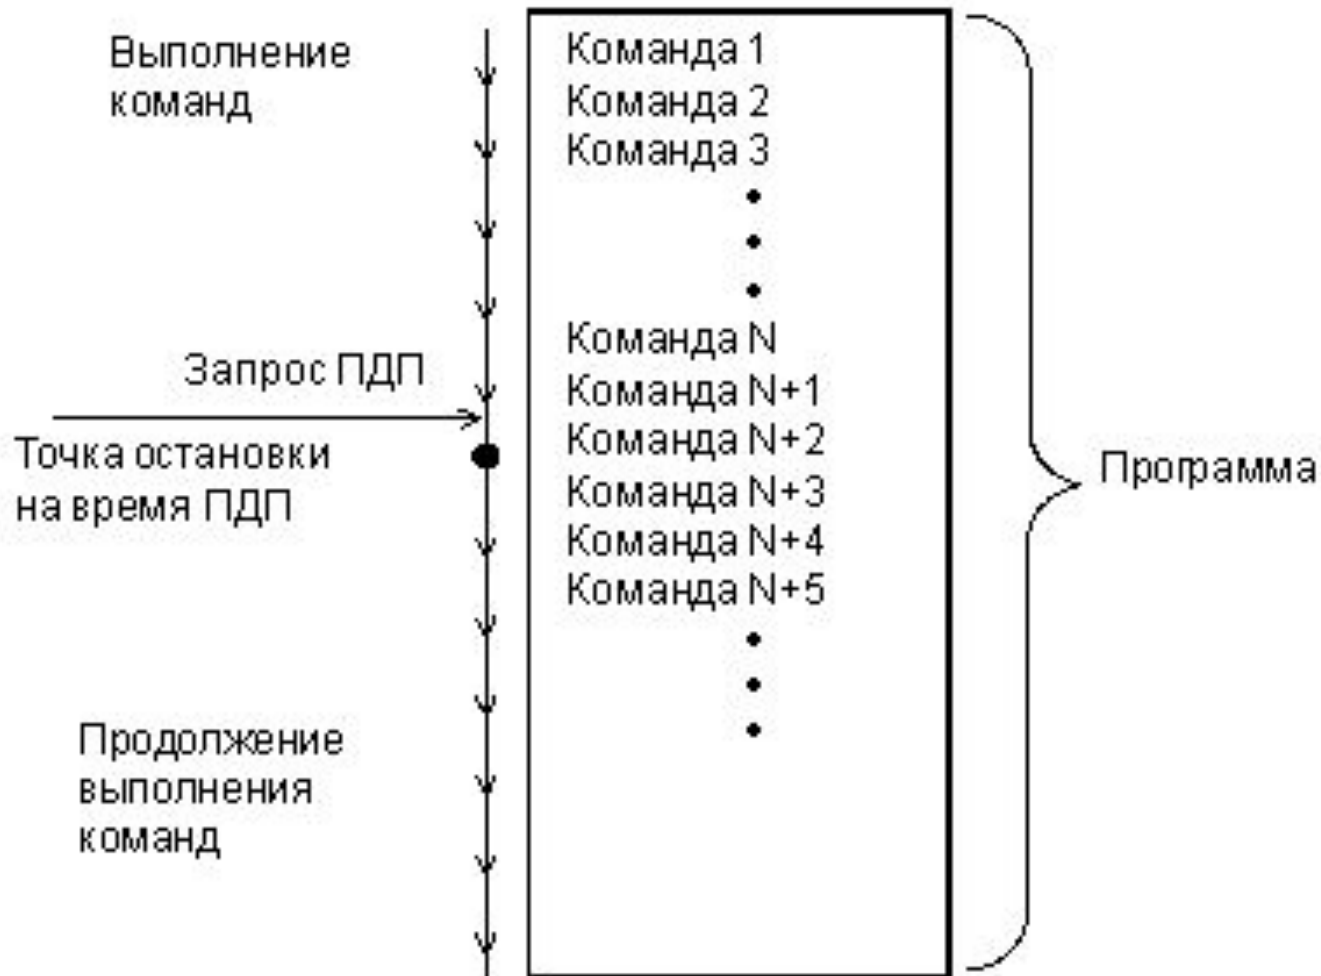 Выполнение
команд
Команда 1
Команда 2
Команда 3
Команда N
Запрос ПДП
Команда N+1
Точка остановки
на время ПДП
Команда N+2
Команда N+3
Команда N+4
Команда N+5
Программа
Продолжение
выполнения
команд